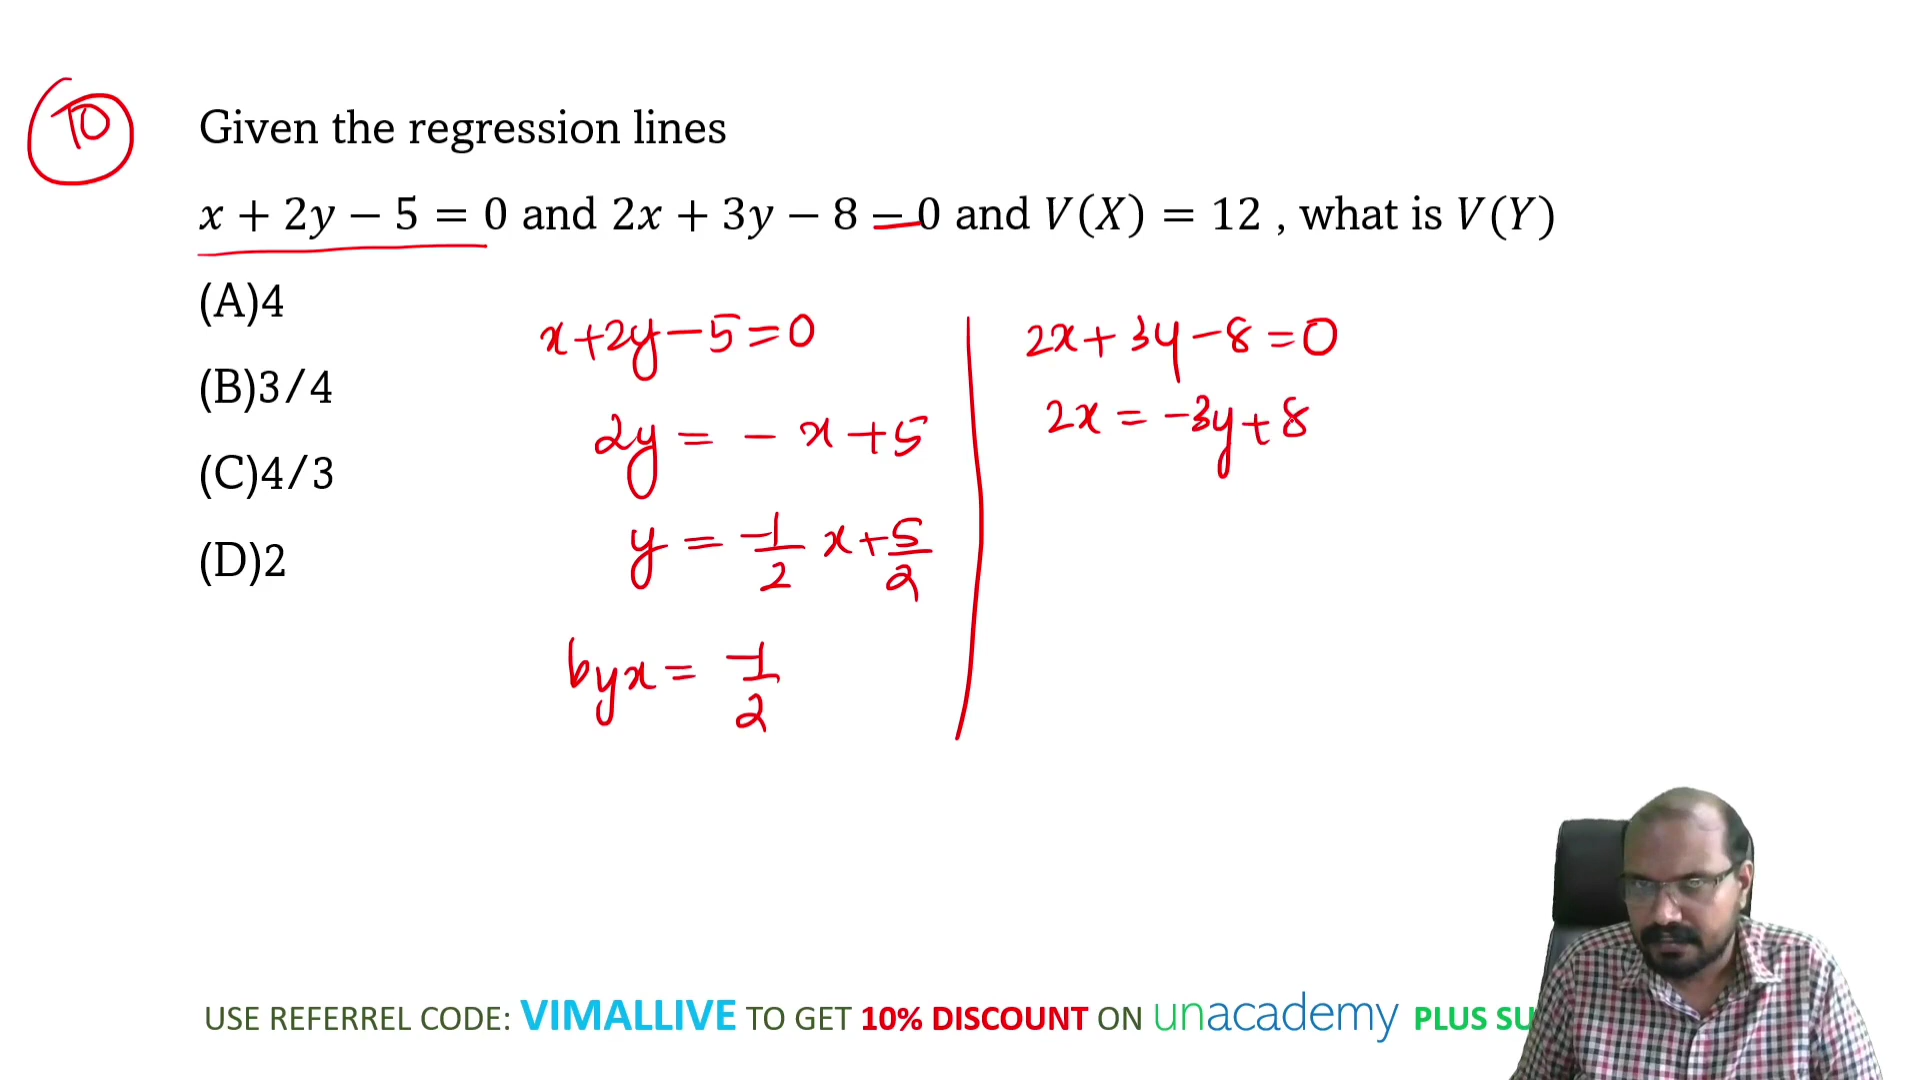 10
Given the regression lines
x + 2y − 5 = 0 and 2x + 3y − 8 = 0 and V(X) = 12 , what is V(Y)
(A)4
(B)3/4
(C)4/3
(D)2
x+2y-5=0
2y = -x+5
y = -1/2 x+5/2
byx = -1/2
2x+3y-8=0
2x = -3y+8
USE REFERREL CODE: VIMALLIVE TO GET 10% DISCOUNT ON unacademy PLUS SU